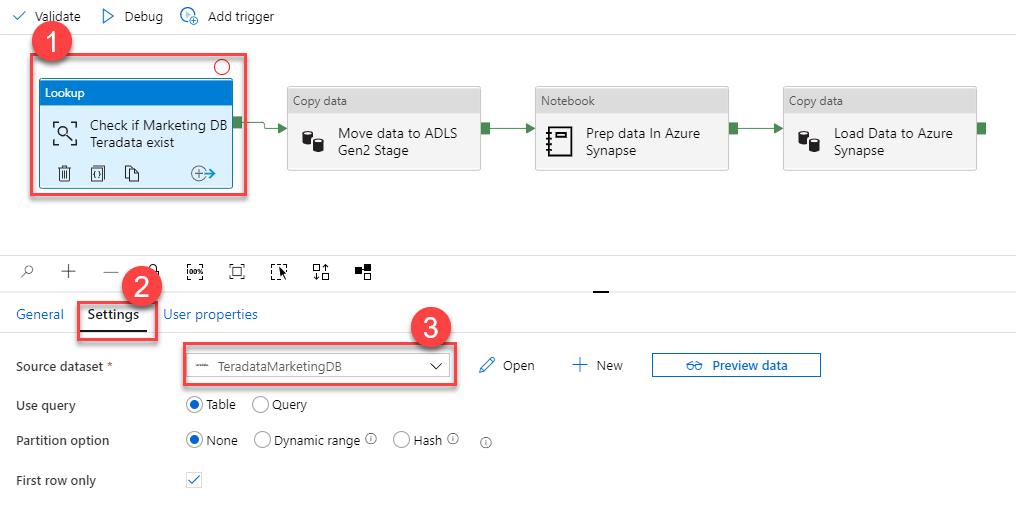 Validate Debug Add trigger
1
Lookup
Check if Marketing DB
Teradata exist
Copy data
Move data to ADLS
Gen2 Stage
Notebook
Prep data In Azure
Synapse
Copy data
Load Data to Azure
Synapse
100%
2
General Settings User properties
3
Source dataset * TeradataMarketingDB Open New Preview data
Use query Table Query
Partition option None Dynamic range Hash
First row only